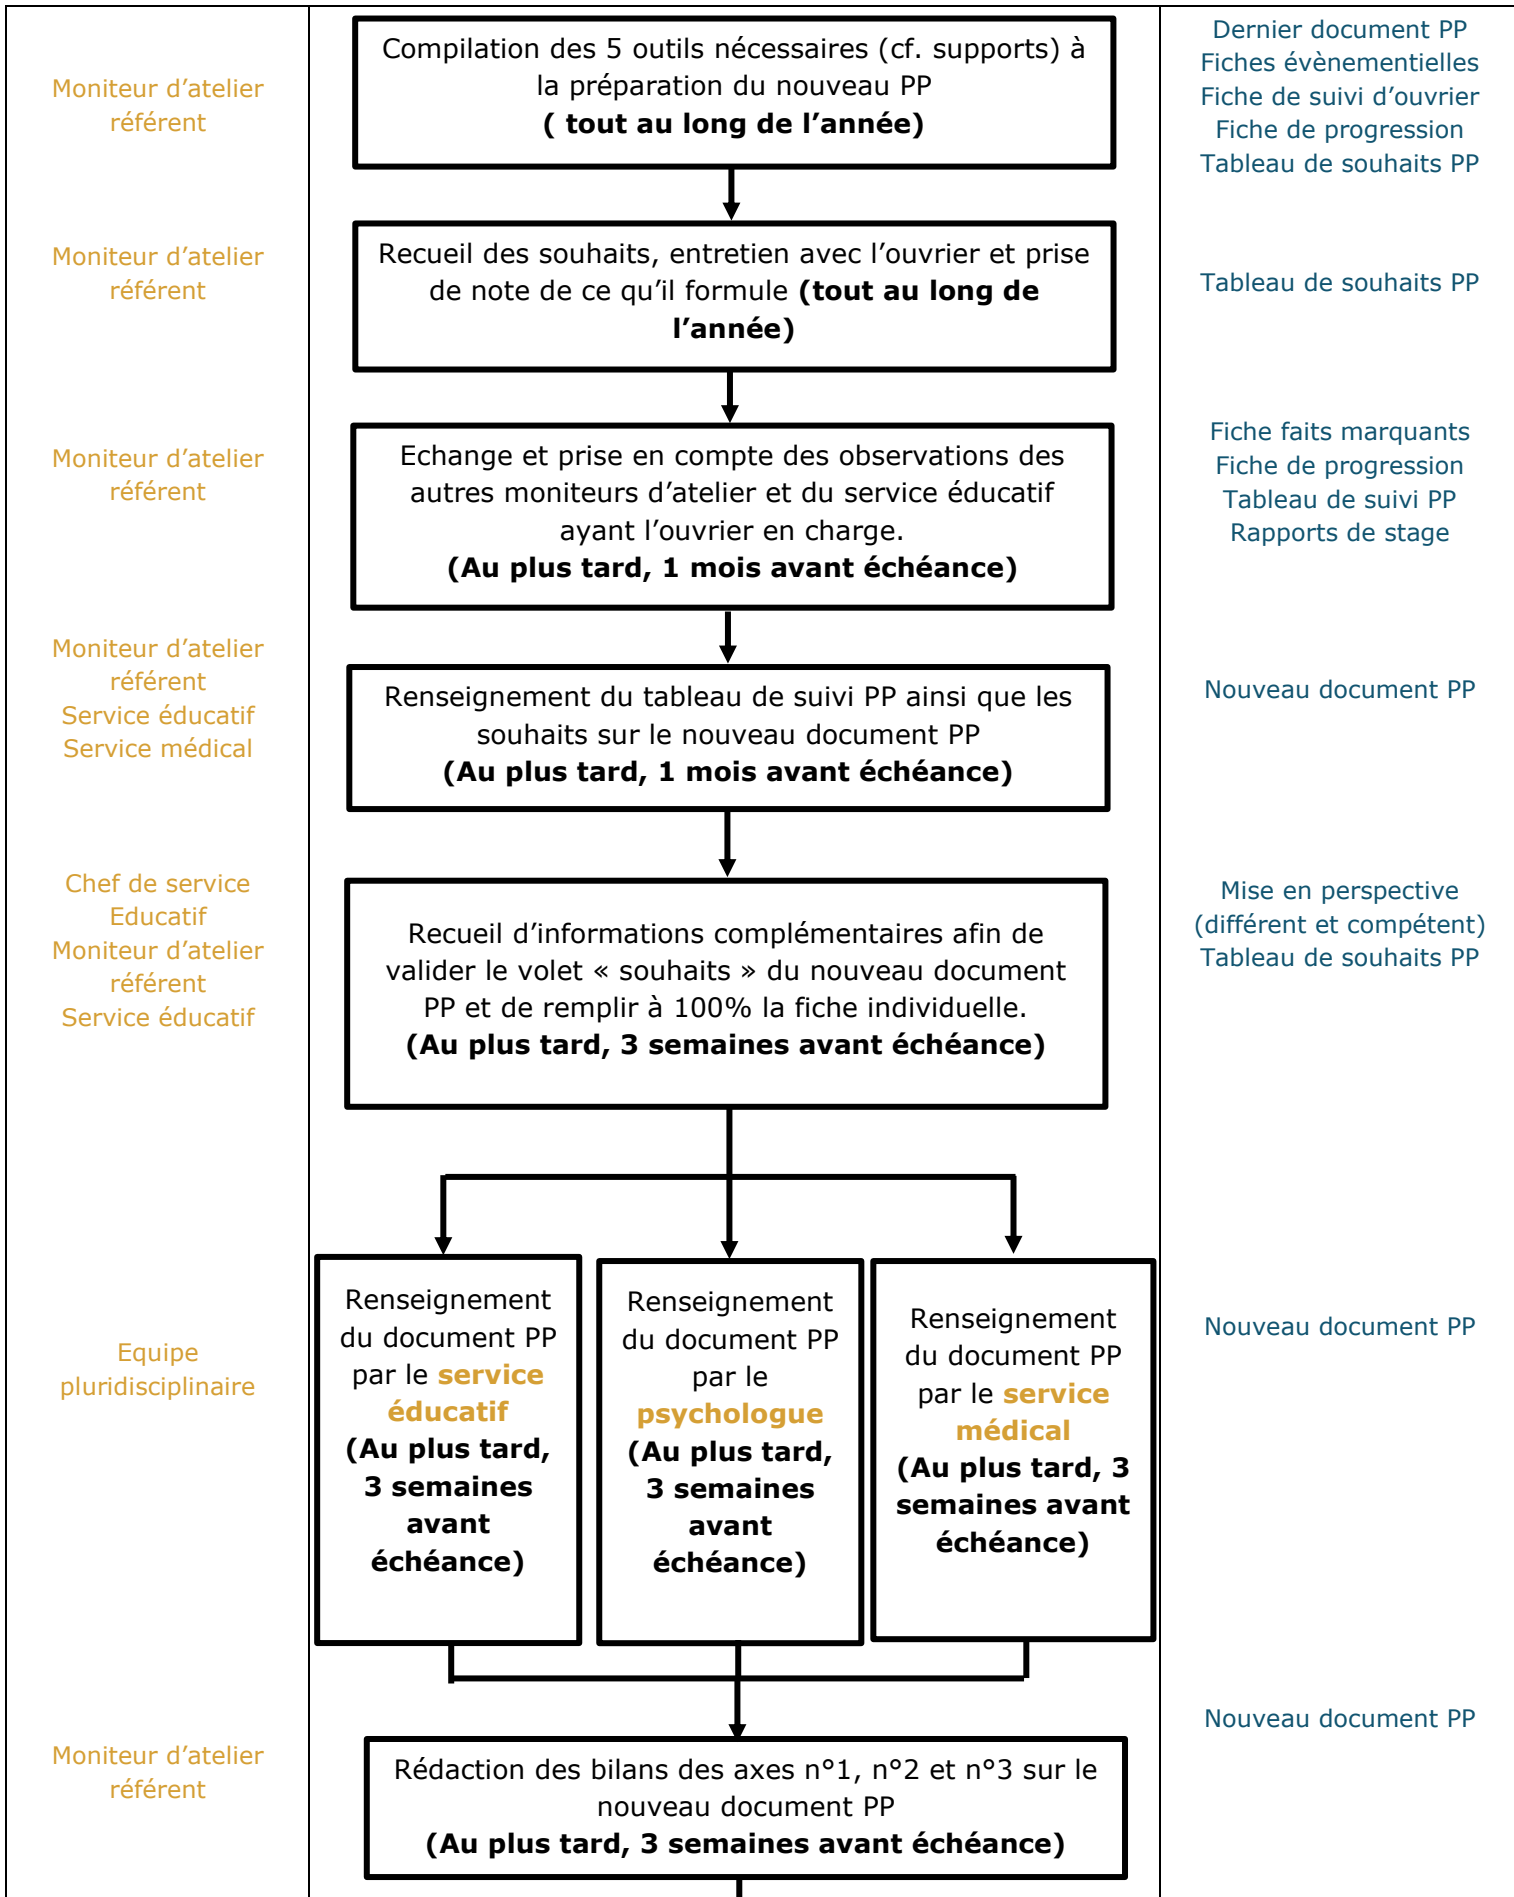 Moniteur d’atelier
référent
Compilation des 5 outils nécessaires (cf. supports) à
la préparation du nouveau PP
( tout au long de l’année)
Dernier document PP
Fiches évènementielles
Fiche de suivi d’ouvrier
Fiche de progression
Tableau de souhaits PP
Moniteur d’atelier
référent
Recueil des souhaits, entretien avec l’ouvrier et prise
de note de ce qu’il formule (tout au long de
l’année)
Tableau de souhaits PP
Moniteur d’atelier
référent
Echange et prise en compte des observations des
autres moniteurs d’atelier et du service éducatif
ayant l’ouvrier en charge.
(Au plus tard, 1 mois avant échéance)
Fiche faits marquants
Fiche de progression
Tableau de suivi PP
Rapports de stage
Moniteur d’atelier
référent
Service éducatif
Service médical
Renseignement du tableau de suivi PP ainsi que les
souhaits sur le nouveau document PP
(Au plus tard, 1 mois avant échéance)
Nouveau document PP
Chef de service
Educatif
Moniteur d’atelier
référent
Service éducatif
Recueil d’informations complémentaires afin de
valider le volet « souhaits » du nouveau document
PP et de remplir à 100% la fiche individuelle.
(Au plus tard, 3 semaines avant échéance)
Mise en perspective
(différent et compétent)
Tableau de souhaits PP
Equipe
pluridisciplinaire
Renseignement
du document PP
par le service
éducatif
(Au plus tard,
3 semaines
avant
échéance)
Renseignement
du document PP
par le
psychologue
(Au plus tard,
3 semaines
avant
échéance)
Renseignement
du document PP
par le service
médical
(Au plus tard, 3
semaines avant
échéance)
Nouveau document PP
Moniteur d’atelier
référent
Rédaction des bilans des axes n°1, n°2 et n°3 sur le
nouveau document PP
(Au plus tard, 3 semaines avant échéance)
Nouveau document PP